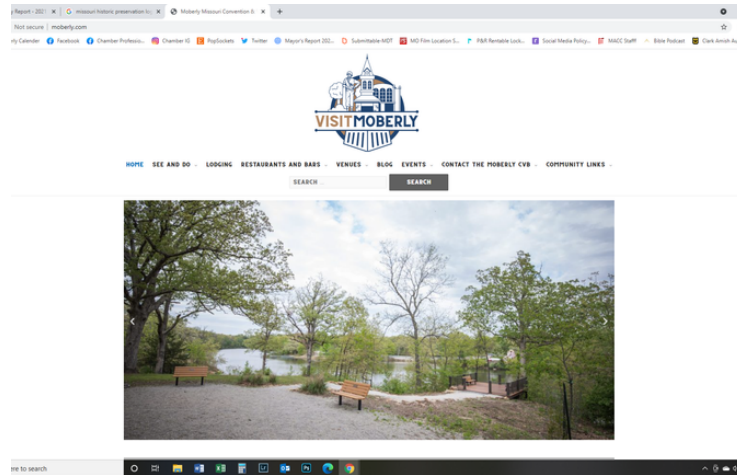 y Report - 2021
missouri historic preservation lo
Moberly Missouri Convention &
Not secure | moberly.com
rly Calender Facebook Chamber Professio... Chamber IG PopSockets Twitter Mayor's Report 202... Submittable-MDT MO Film Location S... P&R Rentable Lock... Social Media Policy... MACC Staff! Bible Podcast Clark Amish Au
VISITMOBERLY
HOME SEE AND DO LODGING RESTAURANTS AND BARS VENUES BLOG EVENTS CONTACT THE MOBERLY CVB COMMUNITY LINKS
SEARCH ... SEARCH
ere to search